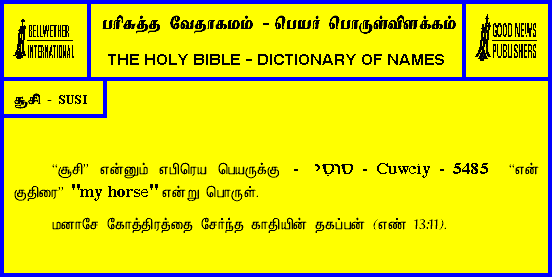 BELLWETHER
INTERNATIONAL
பரிசுத்த வேதாகமம் - பெயர் பொருள்விளக்கம்
THE HOLY BIBLE - DICTIONARY OF NAMES
GOOD NEWS
PUBLISHERS
சூசி - SUSI
“சூசி” என்னும் எபிரெய பெயருக்கு - סוּסִי - Cuwciy - 5485 “என்
குதிரை” "my horse" என்று பொருள்.
மனாசே கோத்திரத்தை சேர்ந்த காதியின் தகப்பன் (எண் 13:11).